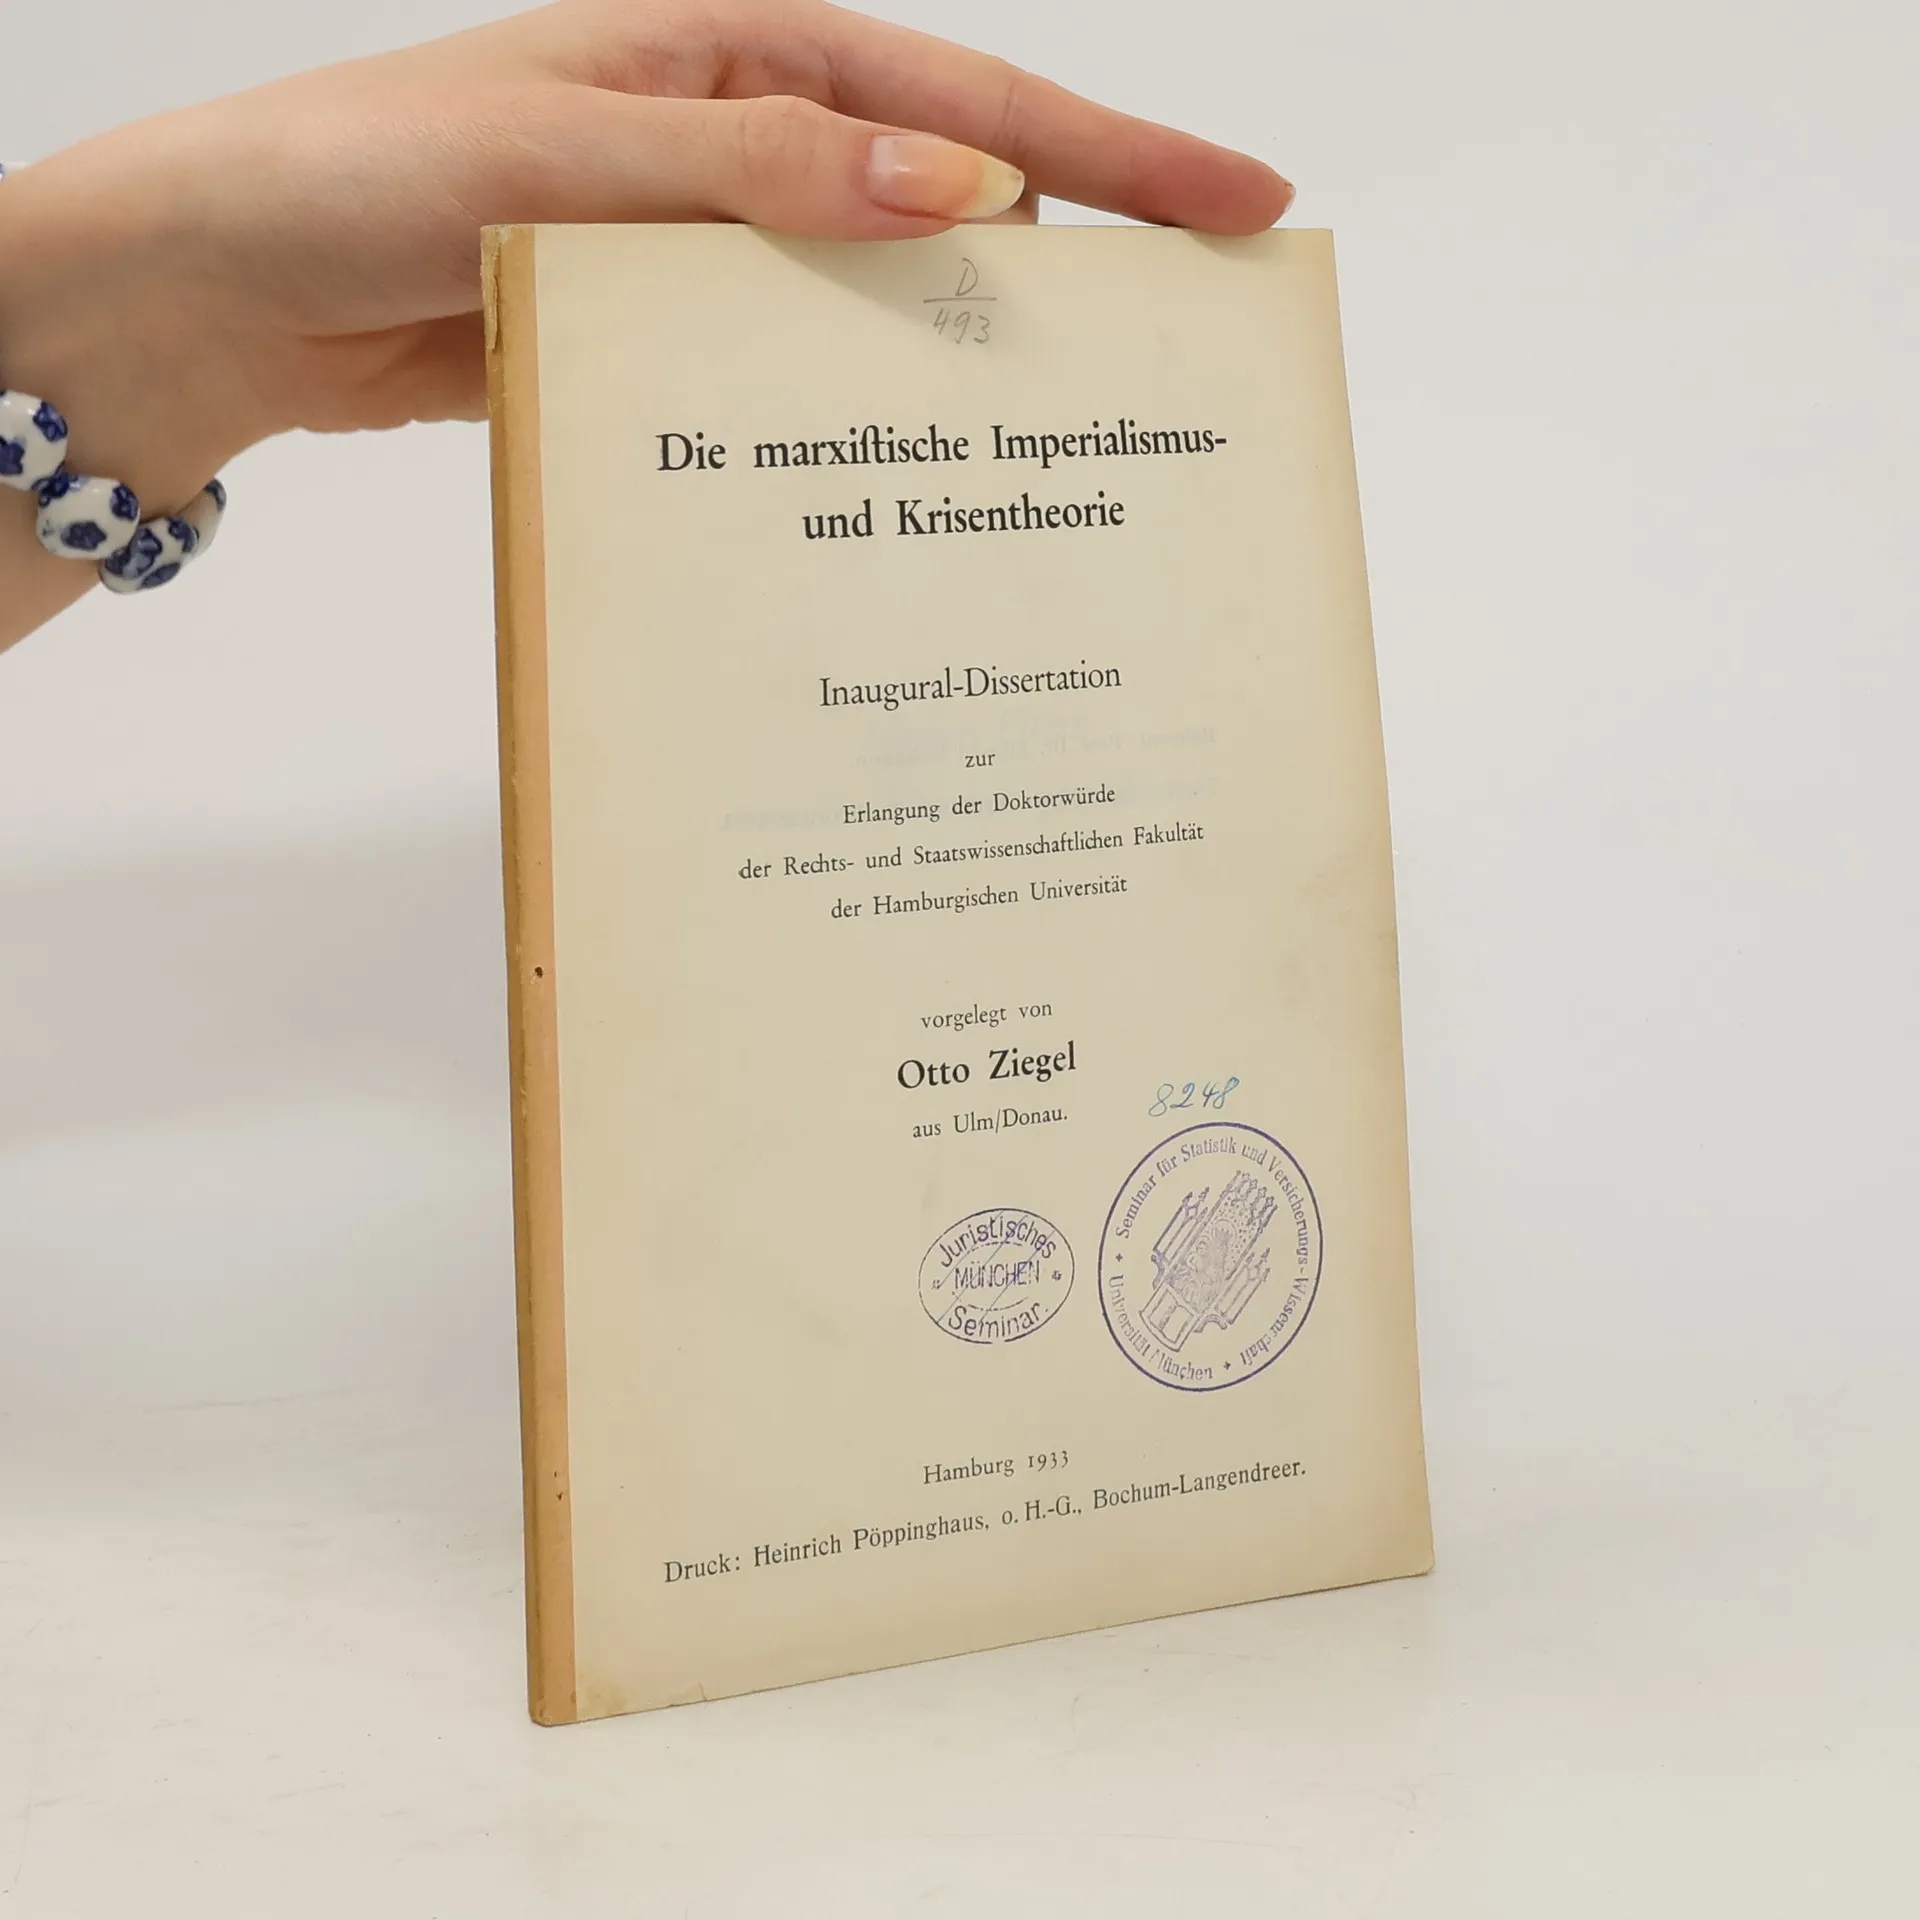 D
493
Die marxiſtische Imperialismus-
und Krisentheorie
Inaugural-Dissertation
zur
Erlangung der Doktorwürde
der Rechts- und Staatswissenschaftlichen Fakultät
der Hamburgischen Universität
vorgelegt von
Otto Ziegel
aus Ulm/Donau.
8248
Juristisches
MÜNCHEN
Seminar.
Seminar für Statistik und Versicherungs-Wissenschaft
Universität München
Hamburg 1933
Druck: Heinrich Pöppinghaus, o. H.-G., Bochum-Langendreer.